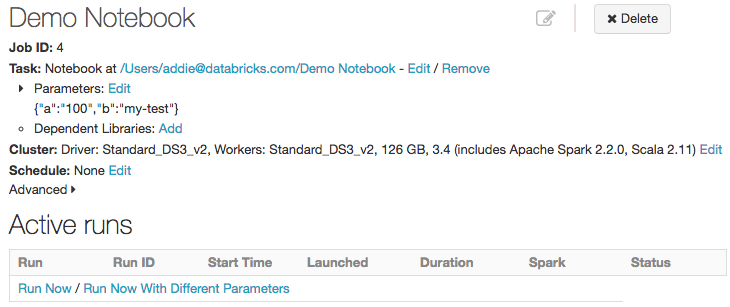 Demo Notebook
✖ Delete
Job ID: 4
Task: Notebook at /Users/addie@databricks.com/Demo Notebook - Edit / Remove
Parameters: Edit
{"a":"100","b":"my-test"}
Dependent Libraries: Add
Cluster: Driver: Standard_DS3_v2, Workers: Standard_DS3_v2, 126 GB, 3.4 (includes Apache Spark 2.2.0, Scala 2.11) Edit
Schedule: None Edit
Advanced
Active runs
Run Run ID Start Time Launched Duration Spark Status
Run Now / Run Now With Different Parameters